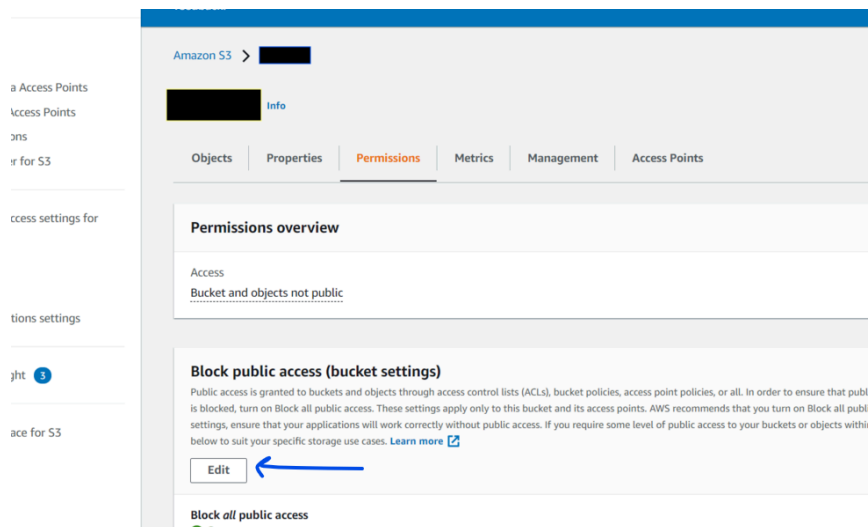 Amazon S3
Info
a Access Points
Access Points
ons
r for S3
ccess settings for
tions settings
ght 3
ace for S3
Objects Properties Permissions Metrics Management Access Points
Permissions overview
Access
Bucket and objects not public
Block public access (bucket settings)
Public access is granted to buckets and objects through access control lists (ACLs), bucket policies, access point policies, or all. In order to ensure that publ
is blocked, turn on Block all public access. These settings apply only to this bucket and its access points. AWS recommends that you turn on Block all publi
settings, ensure that your applications will work correctly without public access. If you require some level of public access to your buckets or objects withi
below to suit your specific storage use cases. Learn more
Edit
Block all public access